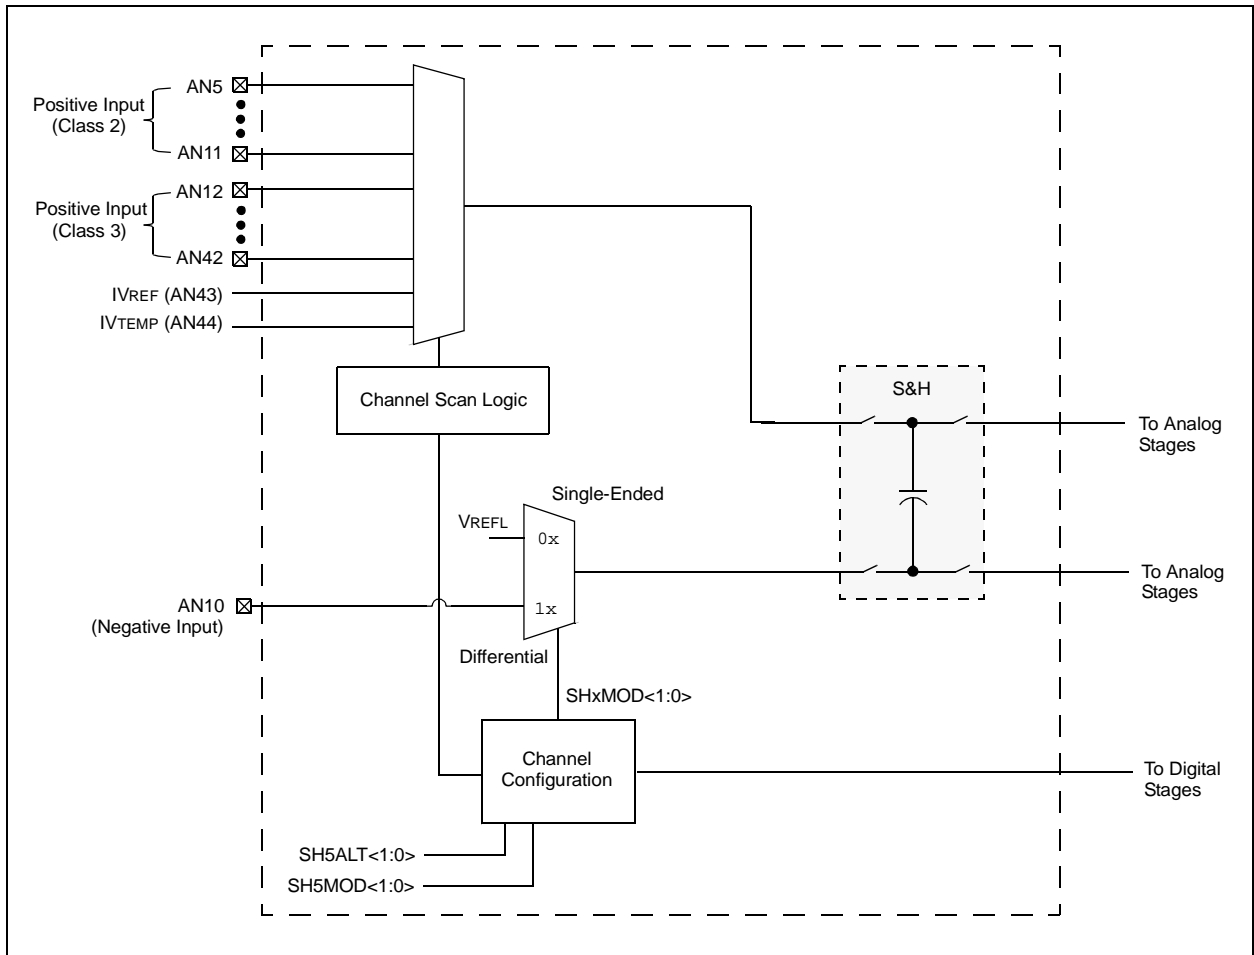 AN5
Positive Input
(Class 2)
AN11
AN12
Positive Input
(Class 3)
AN42
IVREF (AN43)
IVTEMP (AN44)
Channel Scan Logic
S&H
To Analog
Stages
Single-Ended
VREFL
0x
To Analog
Stages
AN10
(Negative Input)
1x
Differential
SHxMOD<1:0>
Channel
Configuration
To Digital
Stages
SH5ALT<1:0>
SH5MOD<1:0>